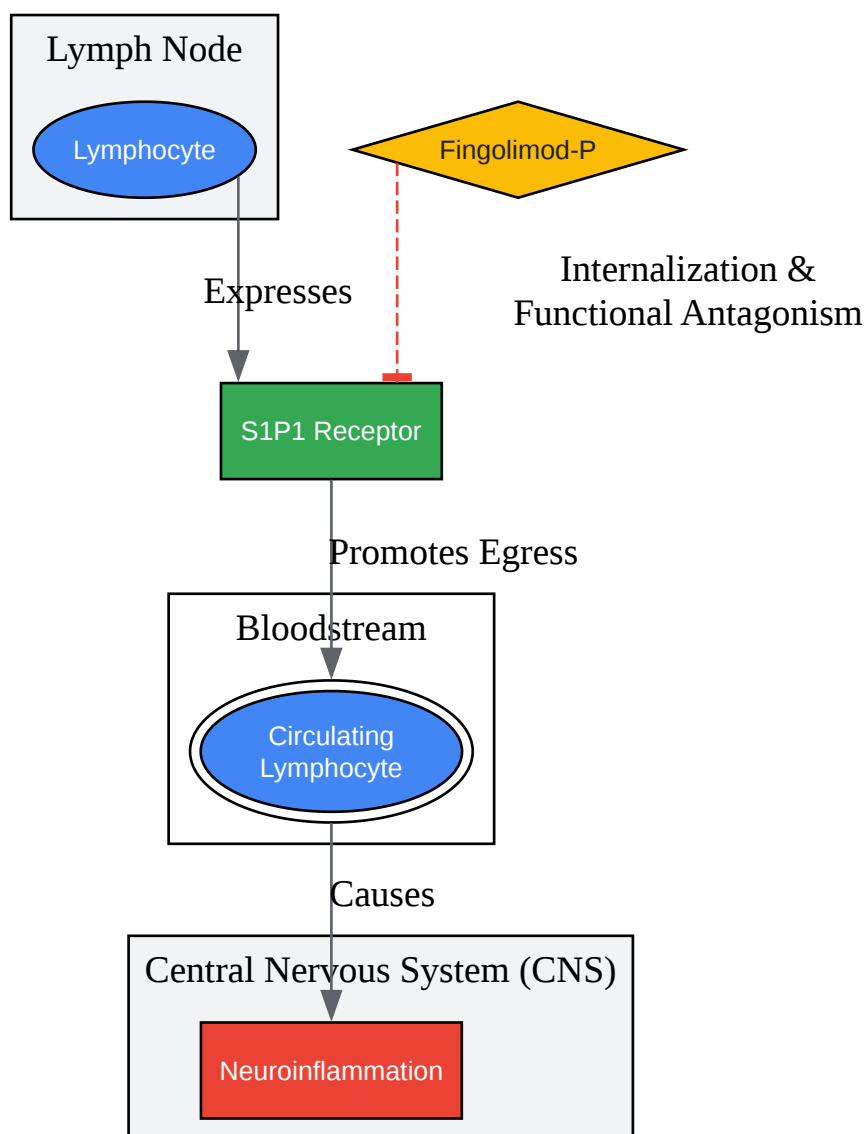 Lymph Node
Lymphocyte
Fingolimod-P
Internalization &
Functional Antagonism
Expresses
S1P1 Receptor
Promotes Egress
Bloodstream
Circulating
Lymphocyte
Causes
Central Nervous System (CNS)
Neuroinflammation